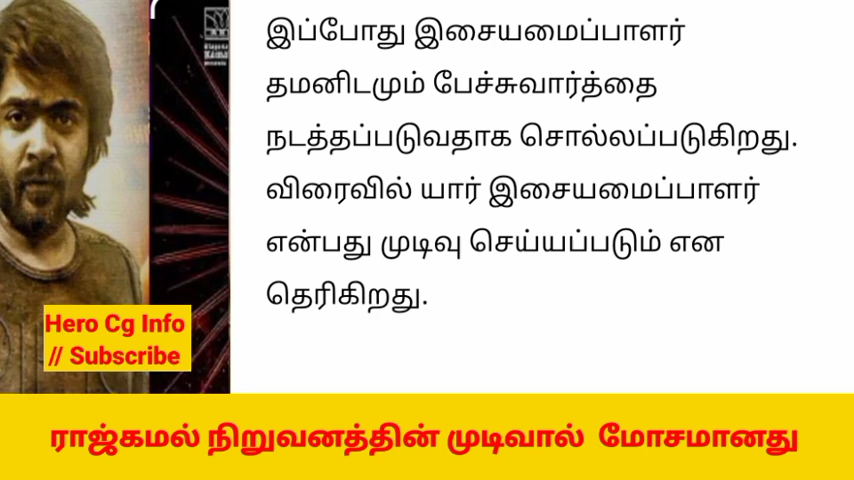 இப்போது இசையமைப்பாளர்
தமனிடமும் பேச்சுவார்த்தை
நடத்தப்படுவதாக சொல்லப்படுகிறது.
விரைவில் யார் இசையமைப்பாளர்
என்பது முடிவு செய்யப்படும் என
தெரிகிறது.
Hero Cg Info
// Subscribe
ராஜ்கமல் நிறுவனத்தின் முடிவால் மோசமானது